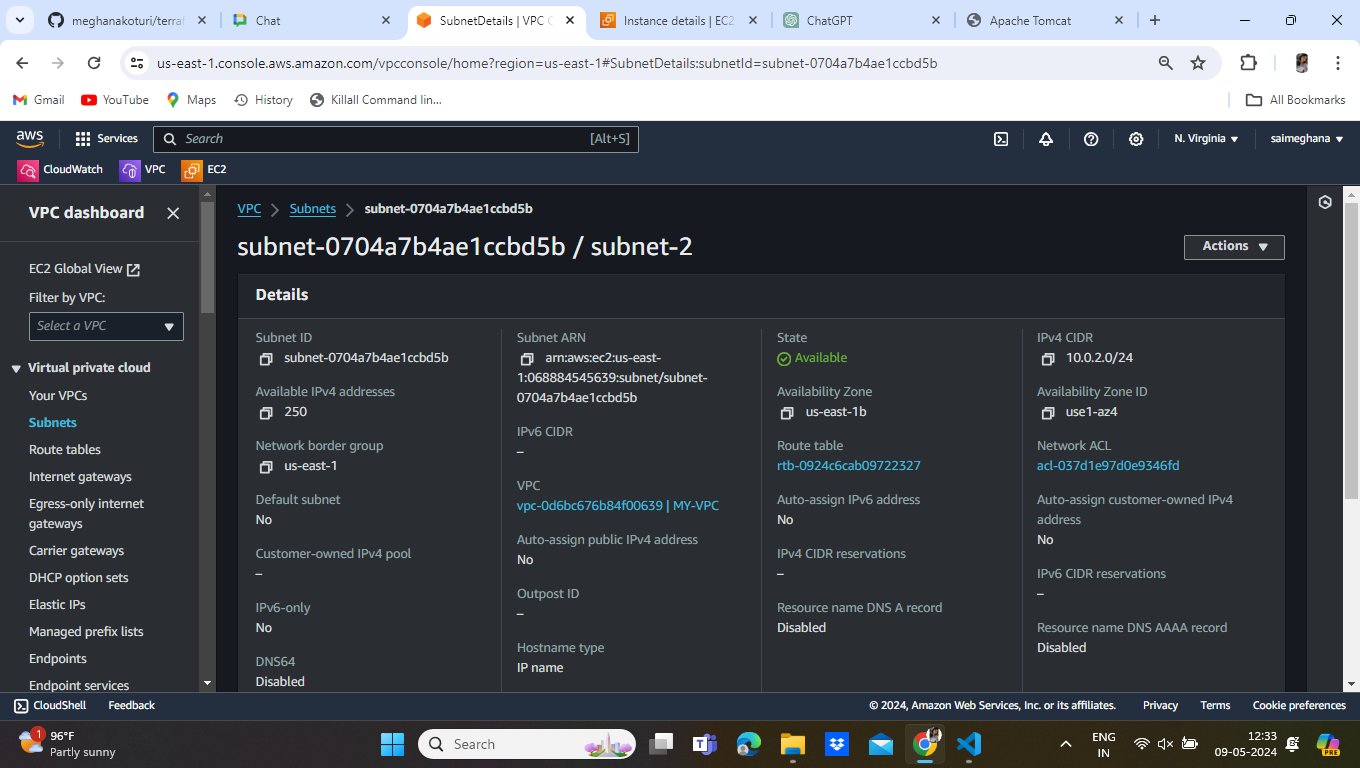 meghanakoturi/terraf
Chat
SubnetDetails | VPC C
Instance details | EC2
ChatGPT
Apache Tomcat
us-east-1.console.aws.amazon.com/vpcconsole/home?region=us-east-1#SubnetDetails:subnetId=subnet-0704a7b4ae1ccbd5b
Gmail
YouTube
Maps
History
Killall Command lin...
All Bookmarks
aws
Services
Search
[Alt+S]
N. Virginia
saimeghana
CloudWatch
VPC
EC2
VPC dashboard
EC2 Global View
Filter by VPC:
Select a VPC
Virtual private cloud
Your VPCs
Subnets
Route tables
Internet gateways
Egress-only internet
gateways
Carrier gateways
DHCP option sets
Elastic IPs
Managed prefix lists
Endpoints
Endpoint services
VPC
Subnets
subnet-0704a7b4ae1ccbd5b
subnet-0704a7b4ae1ccbd5b / subnet-2
Actions
Details
Subnet ID
subnet-0704a7b4ae1ccbd5b
Available IPv4 addresses
250
Network border group
us-east-1
Default subnet
No
Customer-owned IPv4 pool
–
IPv6-only
No
DNS64
Disabled
Subnet ARN
arn:aws:ec2:us-east-
1:068884545639:subnet/subnet-
0704a7b4ae1ccbd5b
IPv6 CIDR
–
VPC
vpc-0d6bc676b84f00639 | MY-VPC
Auto-assign public IPv4 address
No
Outpost ID
–
Hostname type
IP name
State
Available
Availability Zone
us-east-1b
Route table
rtb-0924c6cab09722327
Auto-assign IPv6 address
No
IPv4 CIDR reservations
–
Resource name DNS A record
Disabled
IPv4 CIDR
10.0.2.0/24
Availability Zone ID
use1-az4
Network ACL
acl-037d1e97d0e9346fd
Auto-assign customer-owned IPv4
address
No
IPv6 CIDR reservations
–
Resource name DNS AAAA record
Disabled
CloudShell
Feedback
© 2024, Amazon Web Services, Inc. or its affiliates.
Privacy
Terms
Cookie preferences
1
96°F
Partly sunny
Search
ENG
IN
12:33
09-05-2024
PRE